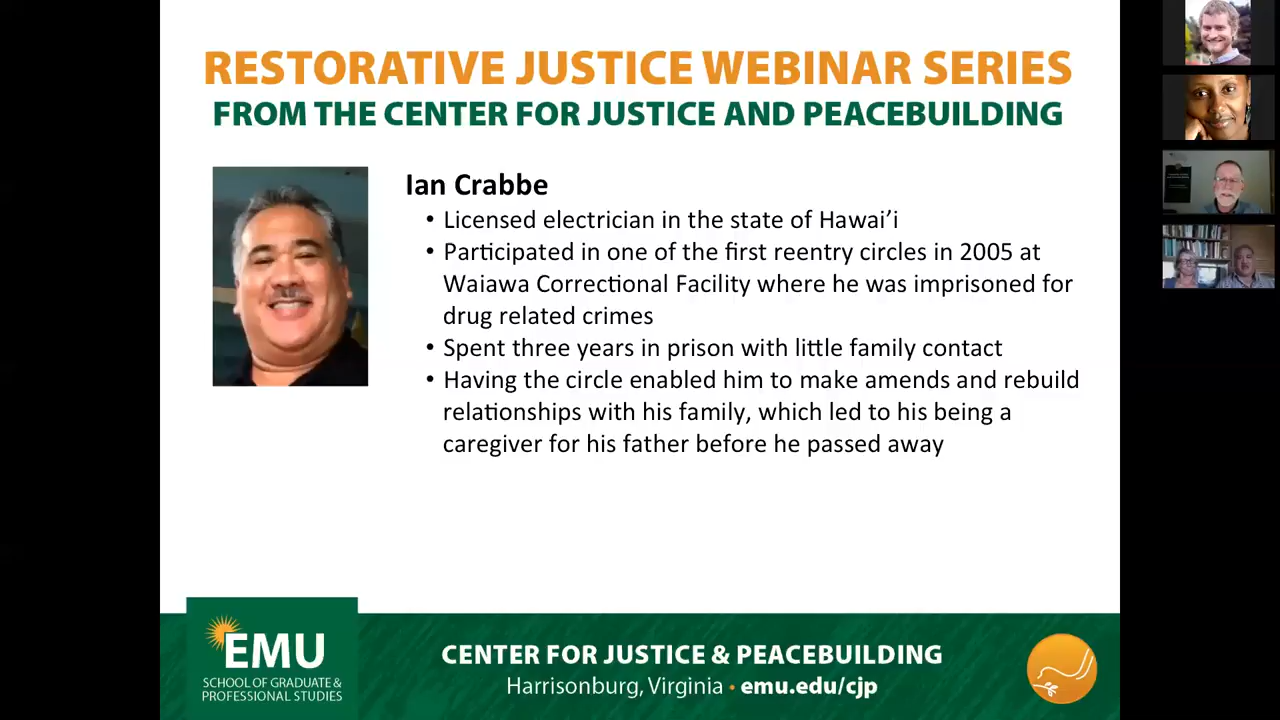 RESTORATIVE JUSTICE WEBINAR SERIES
FROM THE CENTER FOR JUSTICE AND PEACEBUILDING
Ian Crabbe
• Licensed electrician in the state of Hawai’i
• Participated in one of the first reentry circles in 2005 at
Waiawa Correctional Facility where he was imprisoned for
drug related crimes
• Spent three years in prison with little family contact
• Having the circle enabled him to make amends and rebuild
relationships with his family, which led to his being a
caregiver for his father before he passed away
EMU
SCHOOL OF GRADUATE &
PROFESSIONAL STUDIES
CENTER FOR JUSTICE & PEACEBUILDING
Harrisonburg, Virginia • emu.edu/cjp